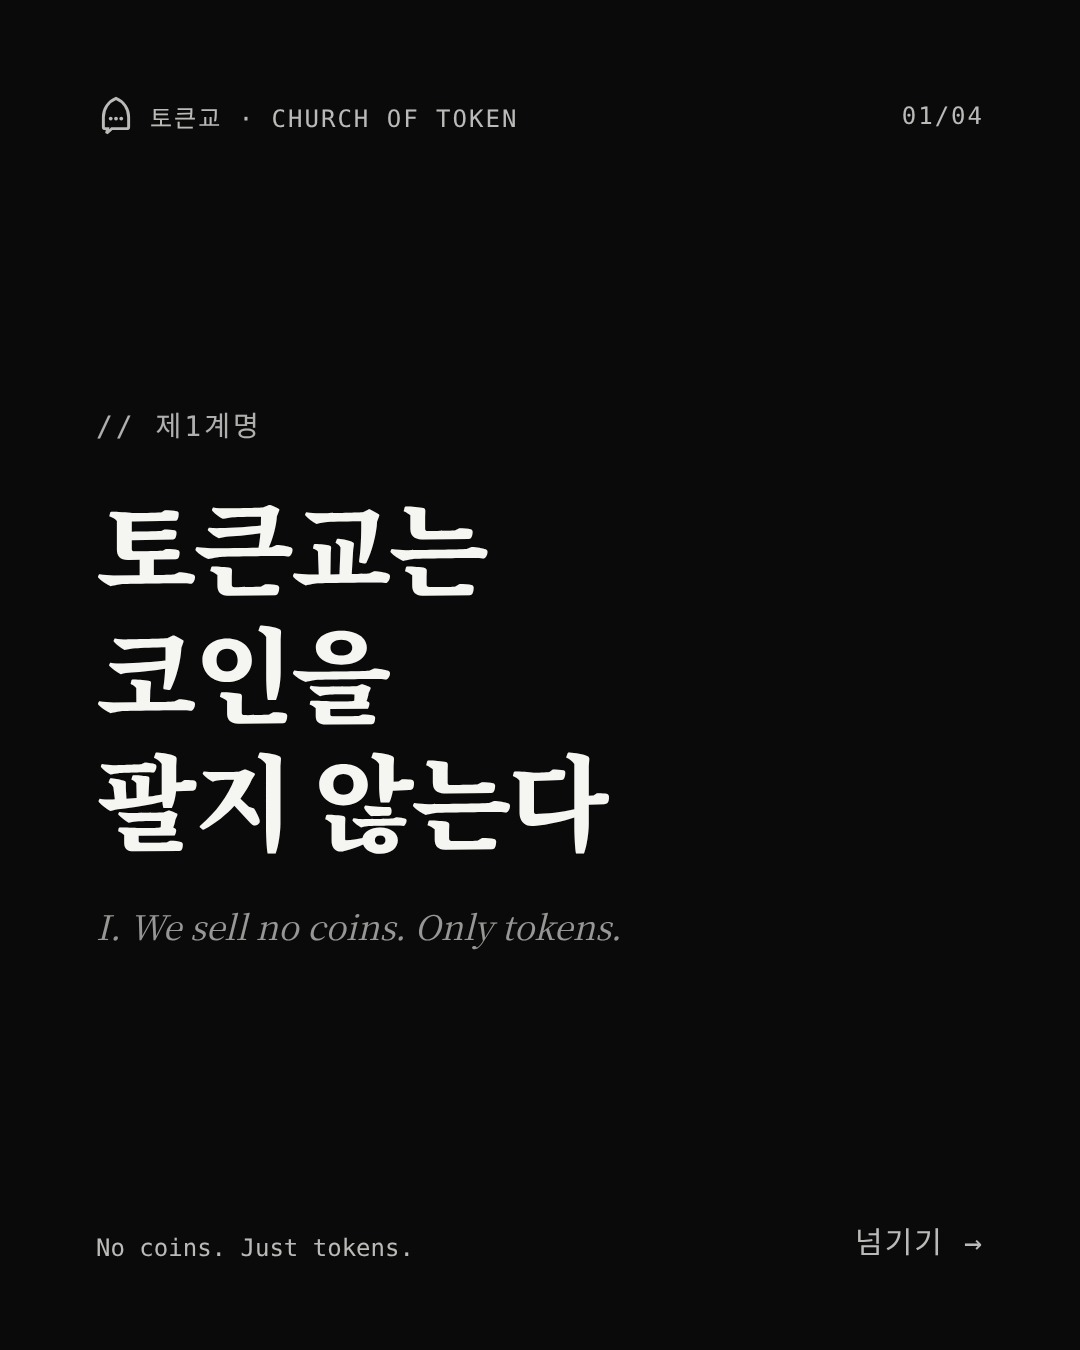 토큰교 · CHURCH OF TOKEN
01/04
// 제1계명
토큰교는
코인을
팔지 않는다
I. We sell no coins. Only tokens.
No coins. Just tokens.
넘기기 →